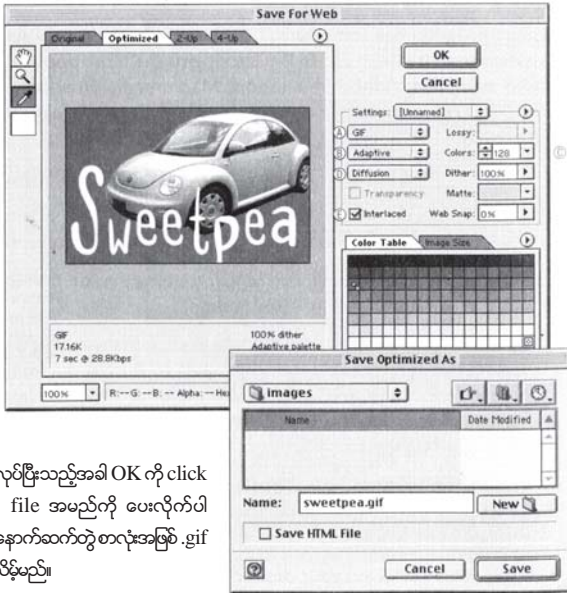 Save For Web
Original Optimized 2-Up 4-Up
OK
Cancel
Settings: [Unnamed]
A GIF Lossy:
B Adaptive Colors: 128 C
D Diffusion Dither: 100%
Transparency Matte:
E Interlaced Web Snap: 0%
Sweetpea
Color Table Image Size
GIF 100% dither
17.16K Adaptive palette
7 sec @ 28.8Kbps
100% R: -- G: -- B: -- Alpha: -- Hex
Save Optimized As
images
Name Date Modified
Name: sweetpea.gif New
Save HTML File
Cancel Save
လုပ်ပြီးသည့်အခါ OK ကို click
file အမည်ကို ပေးလိုက်ပါ
နောက်ဆက်တွဲ စာလုံးအဖြစ် .gif
လိမ့်မည်။